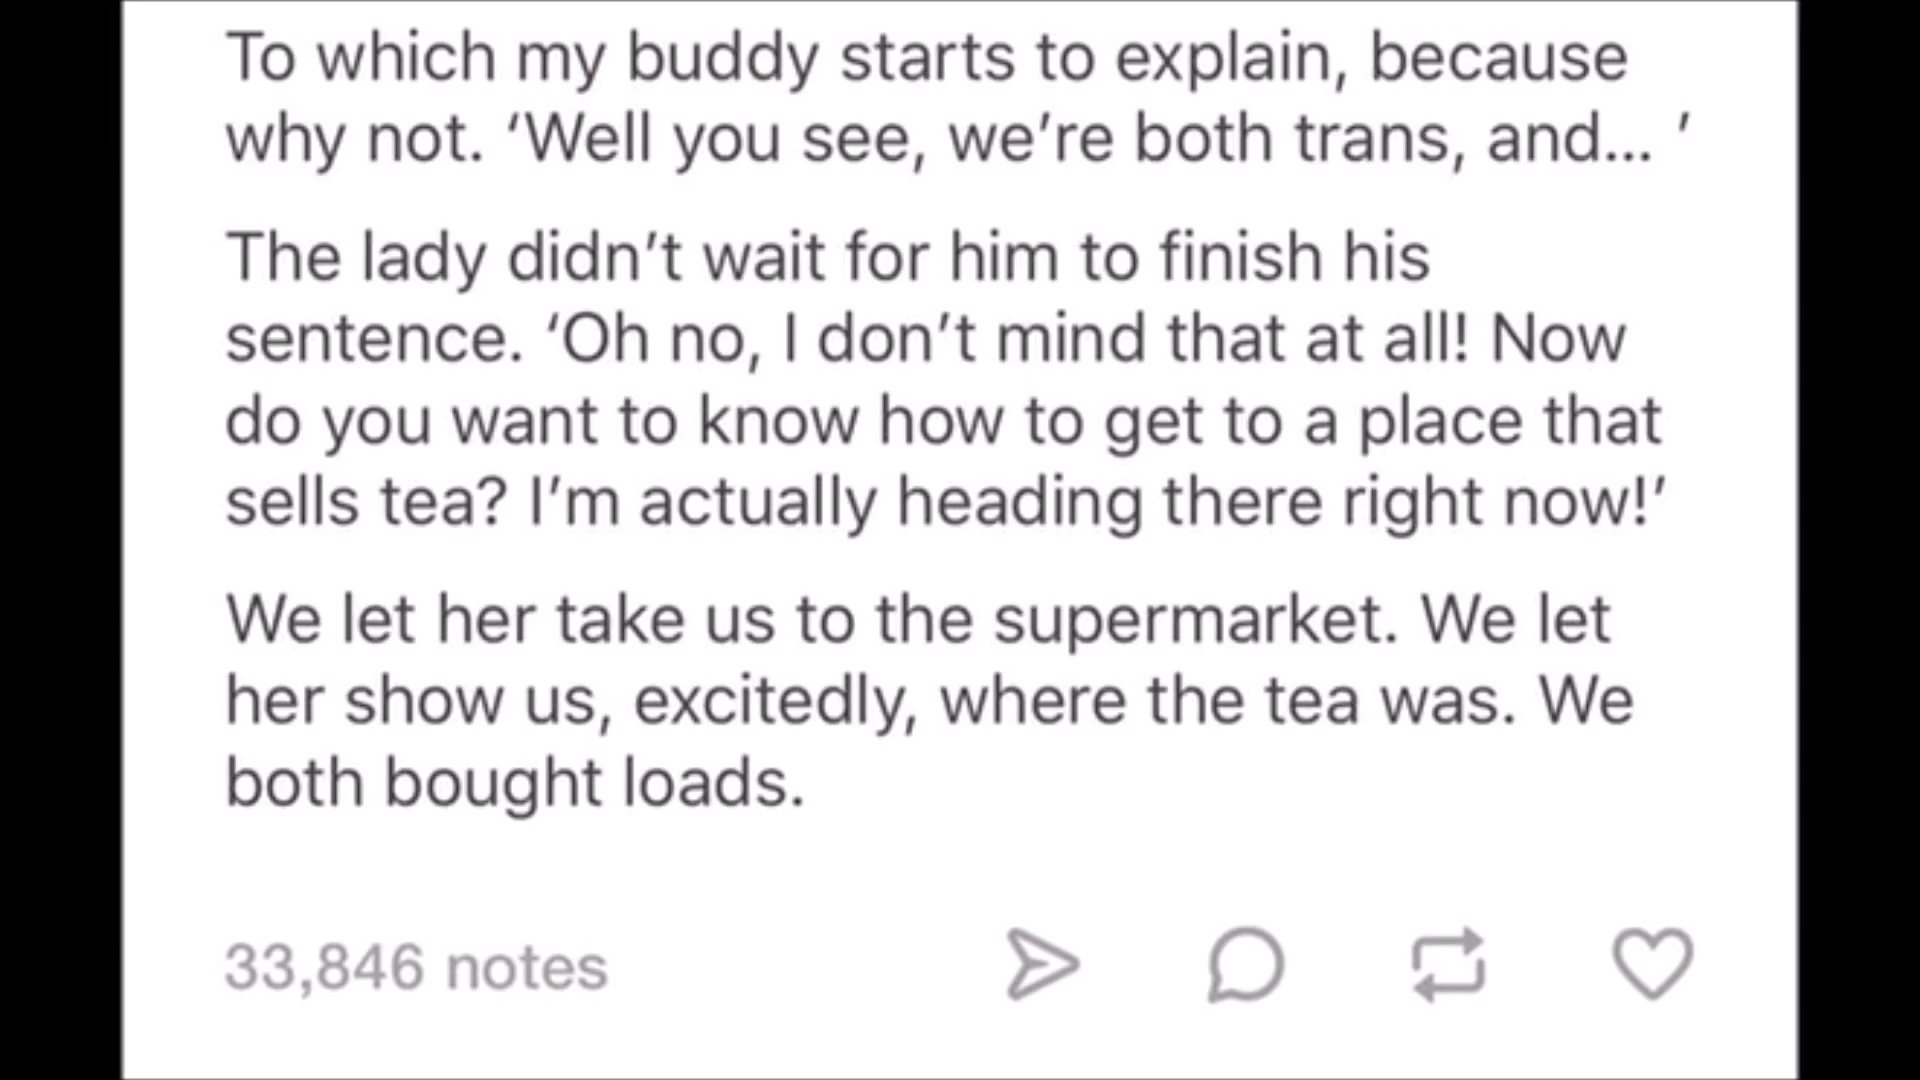 To which my buddy starts to explain, because
why not. ‘Well you see, we’re both trans, and... ’
The lady didn’t wait for him to finish his
sentence. ‘Oh no, I don’t mind that at all! Now
do you want to know how to get to a place that
sells tea? I’m actually heading there right now!’
We let her take us to the supermarket. We let
her show us, excitedly, where the tea was. We
both bought loads.
33,846 notes